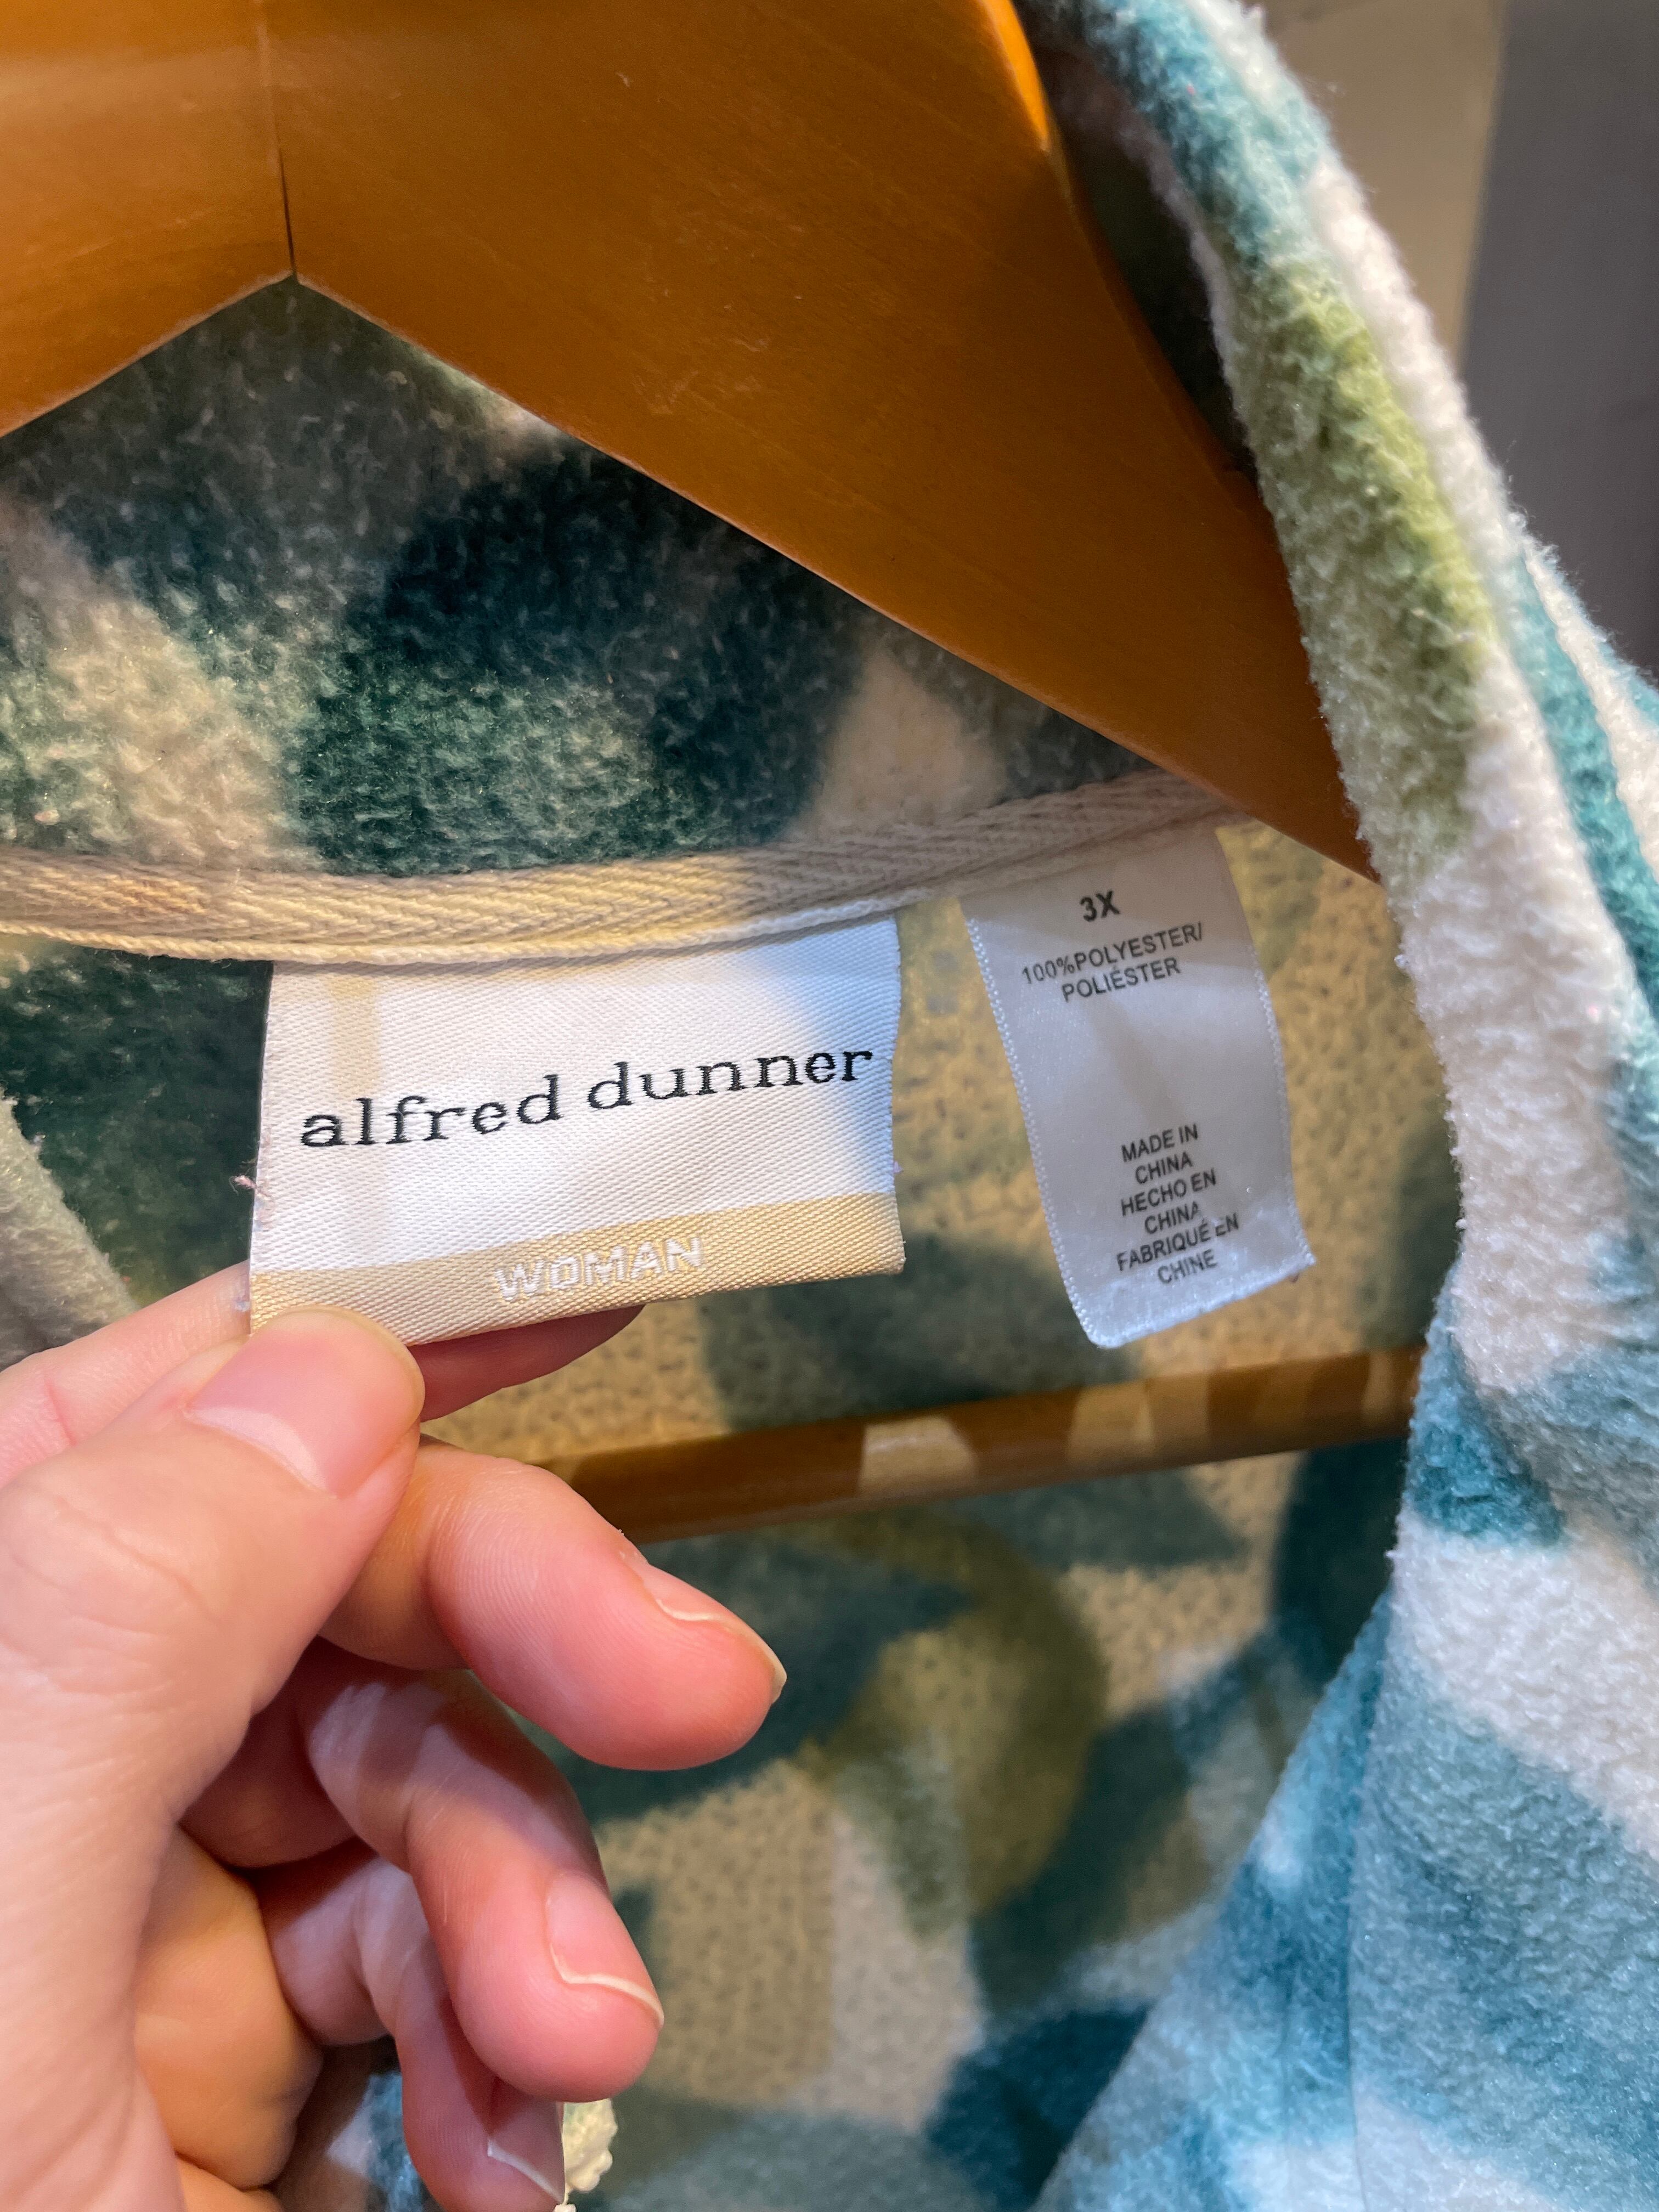 alfred dunner
WOMAN
3X
100%POLYESTER/
POLIÉSTER
MADE IN
CHINA
HECHO EN
CHINA
FABRIQUÉ EN
CHINE